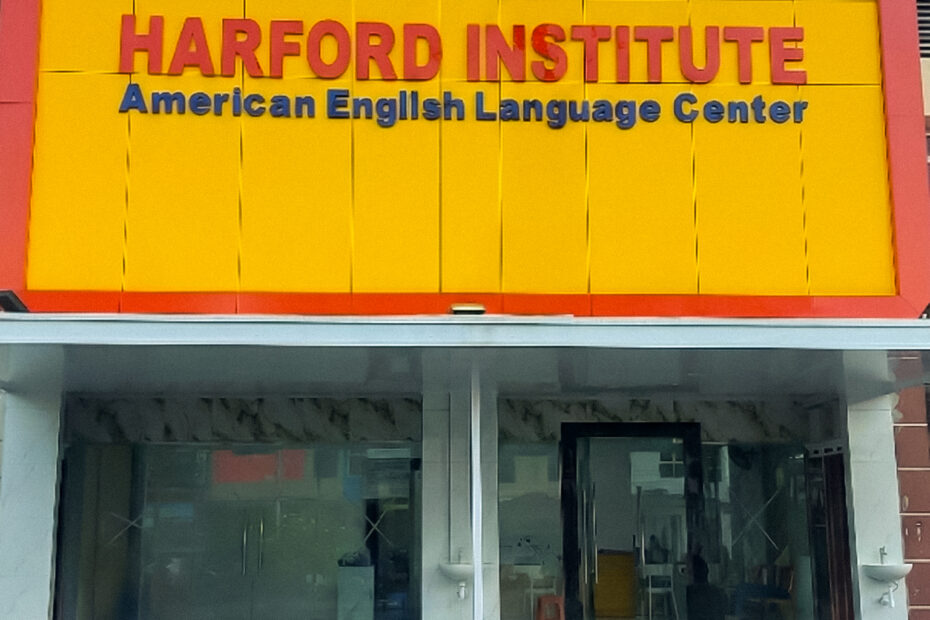 HARFORD INSTITUTE
American English Language Center